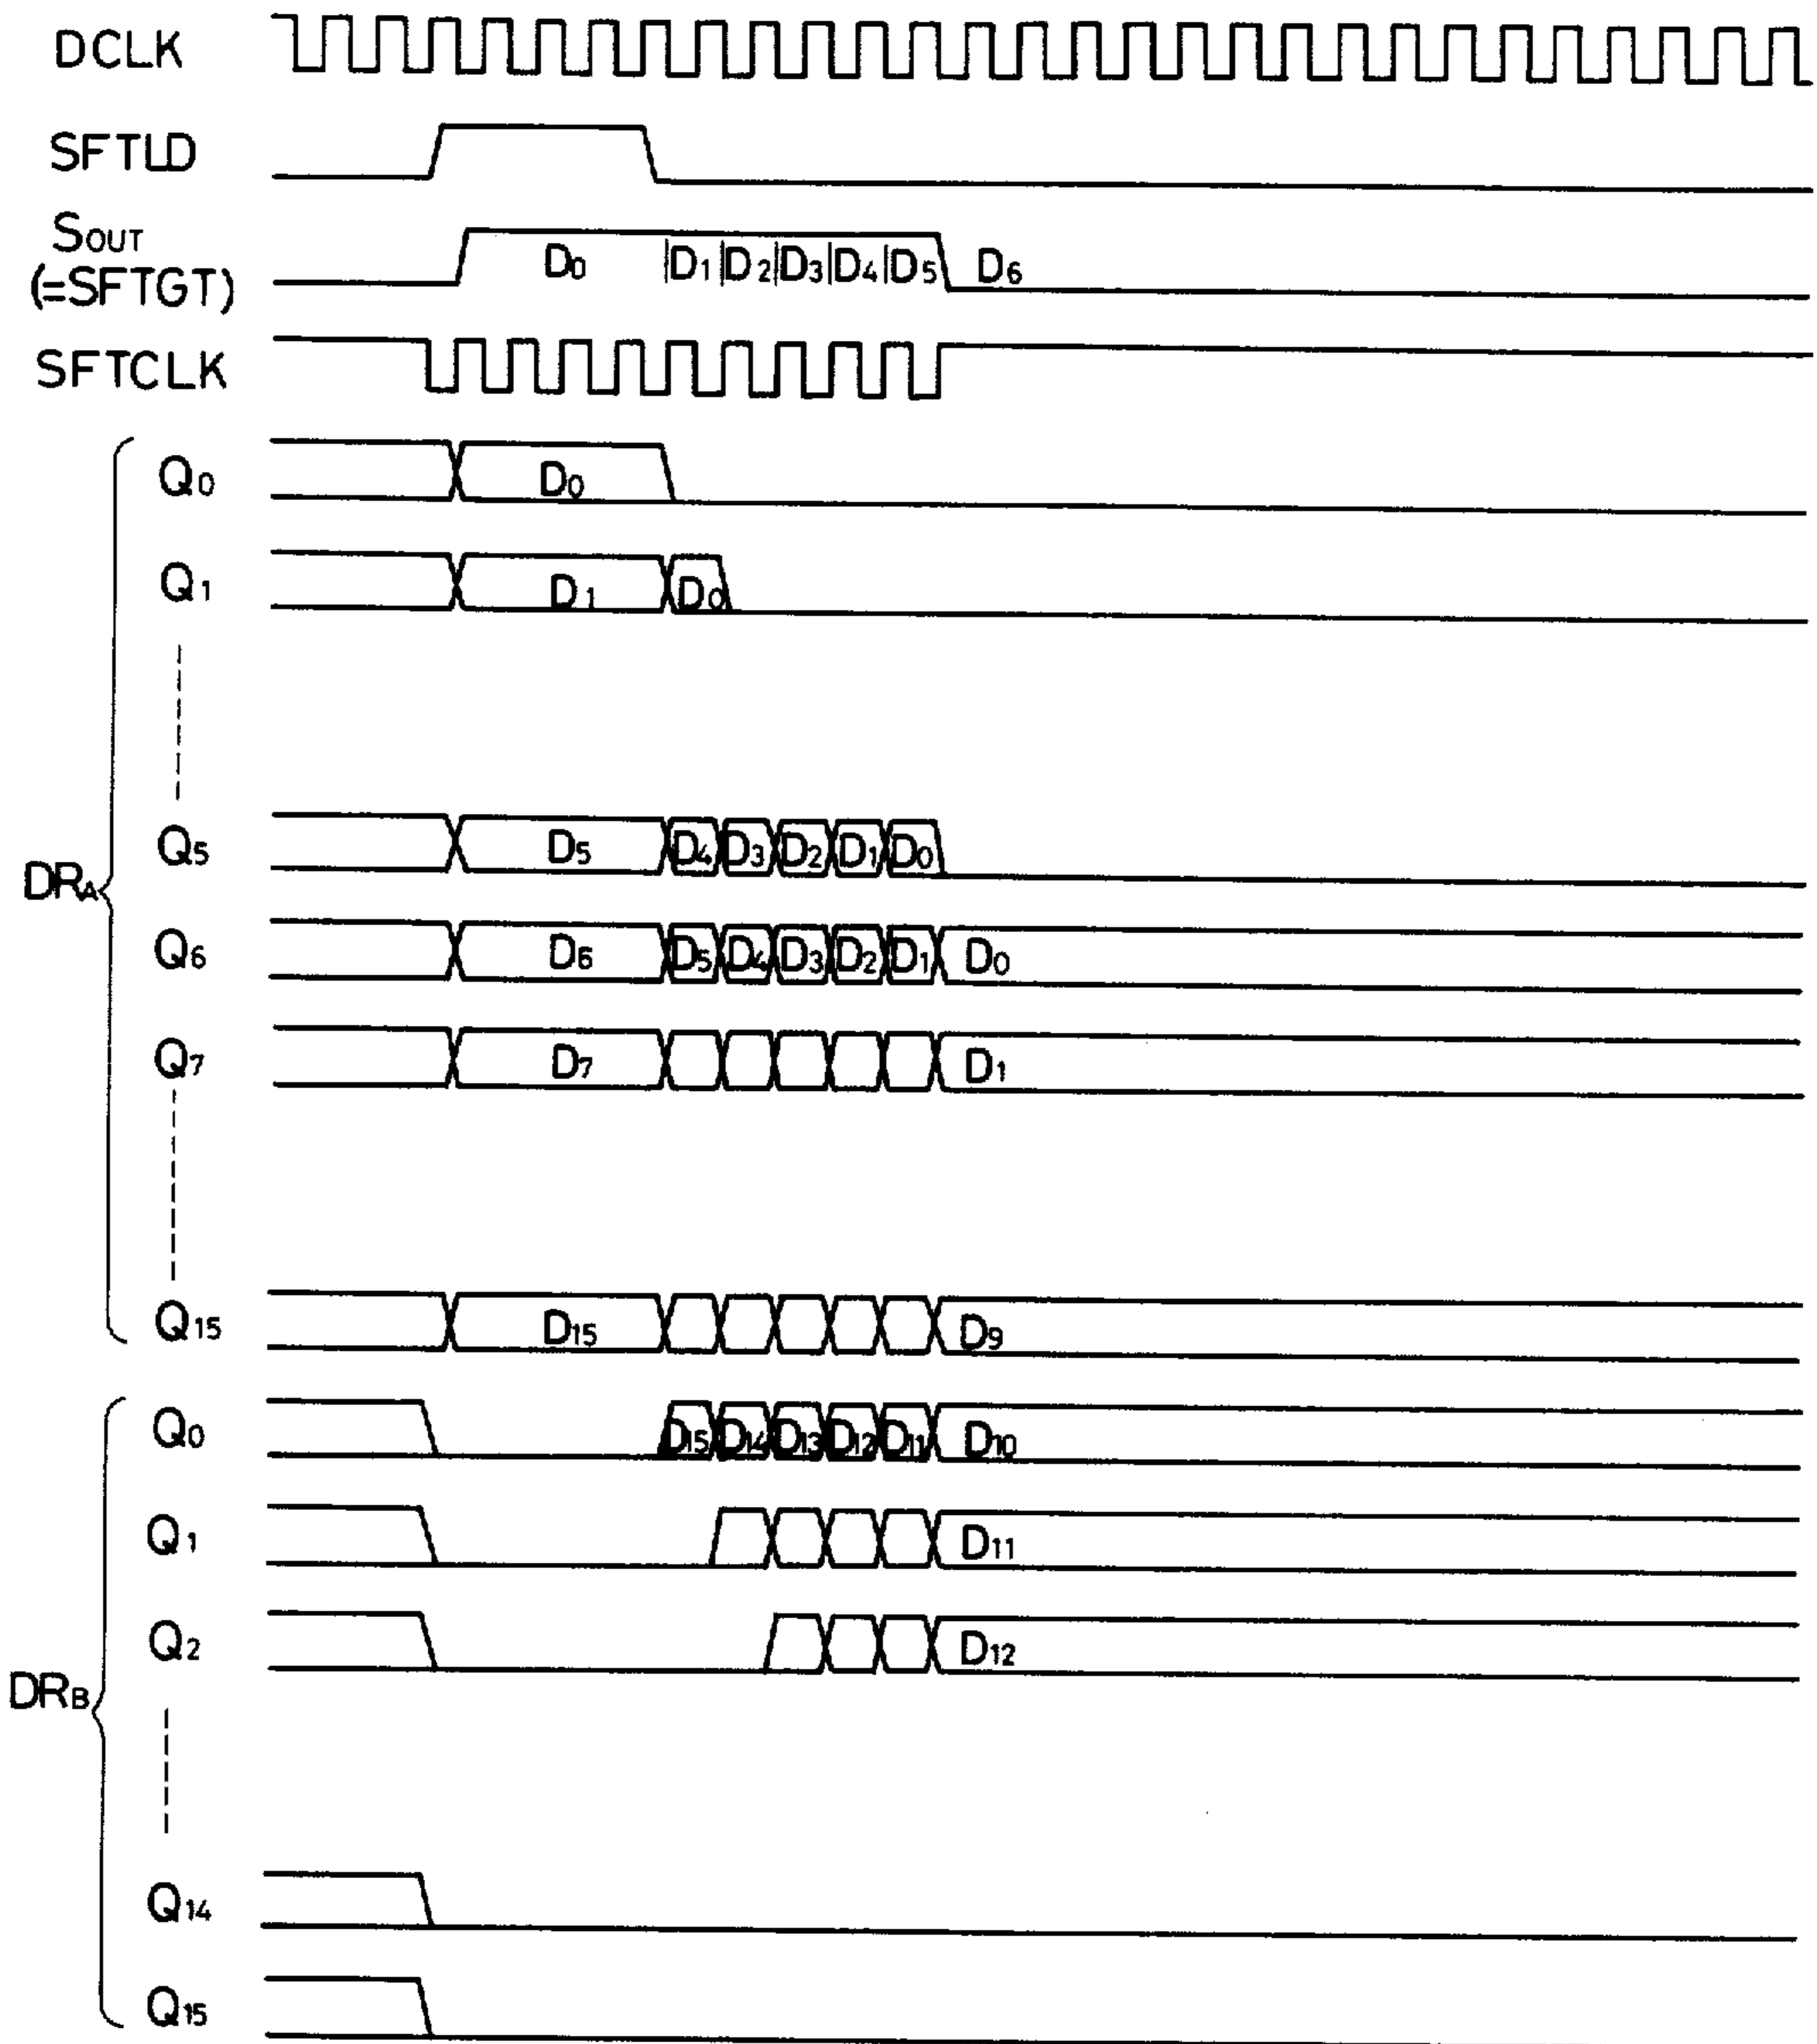 DCLK
SFTLD
SOUT
(=SFTGT)
D0 D1 D2 D3 D4 D5 D6
SFTCLK
DRA
Q0 D0
Q1 D1 D0
Q5 D5 D4 D3 D2 D1 D0
Q6 D6 D5 D4 D3 D2 D1 D0
Q7 D7 D1
Q15 D15 D9
DRB
Q0 D15 D14 D13 D12 D11 D10
Q1 D11
Q2 D12
Q14
Q15